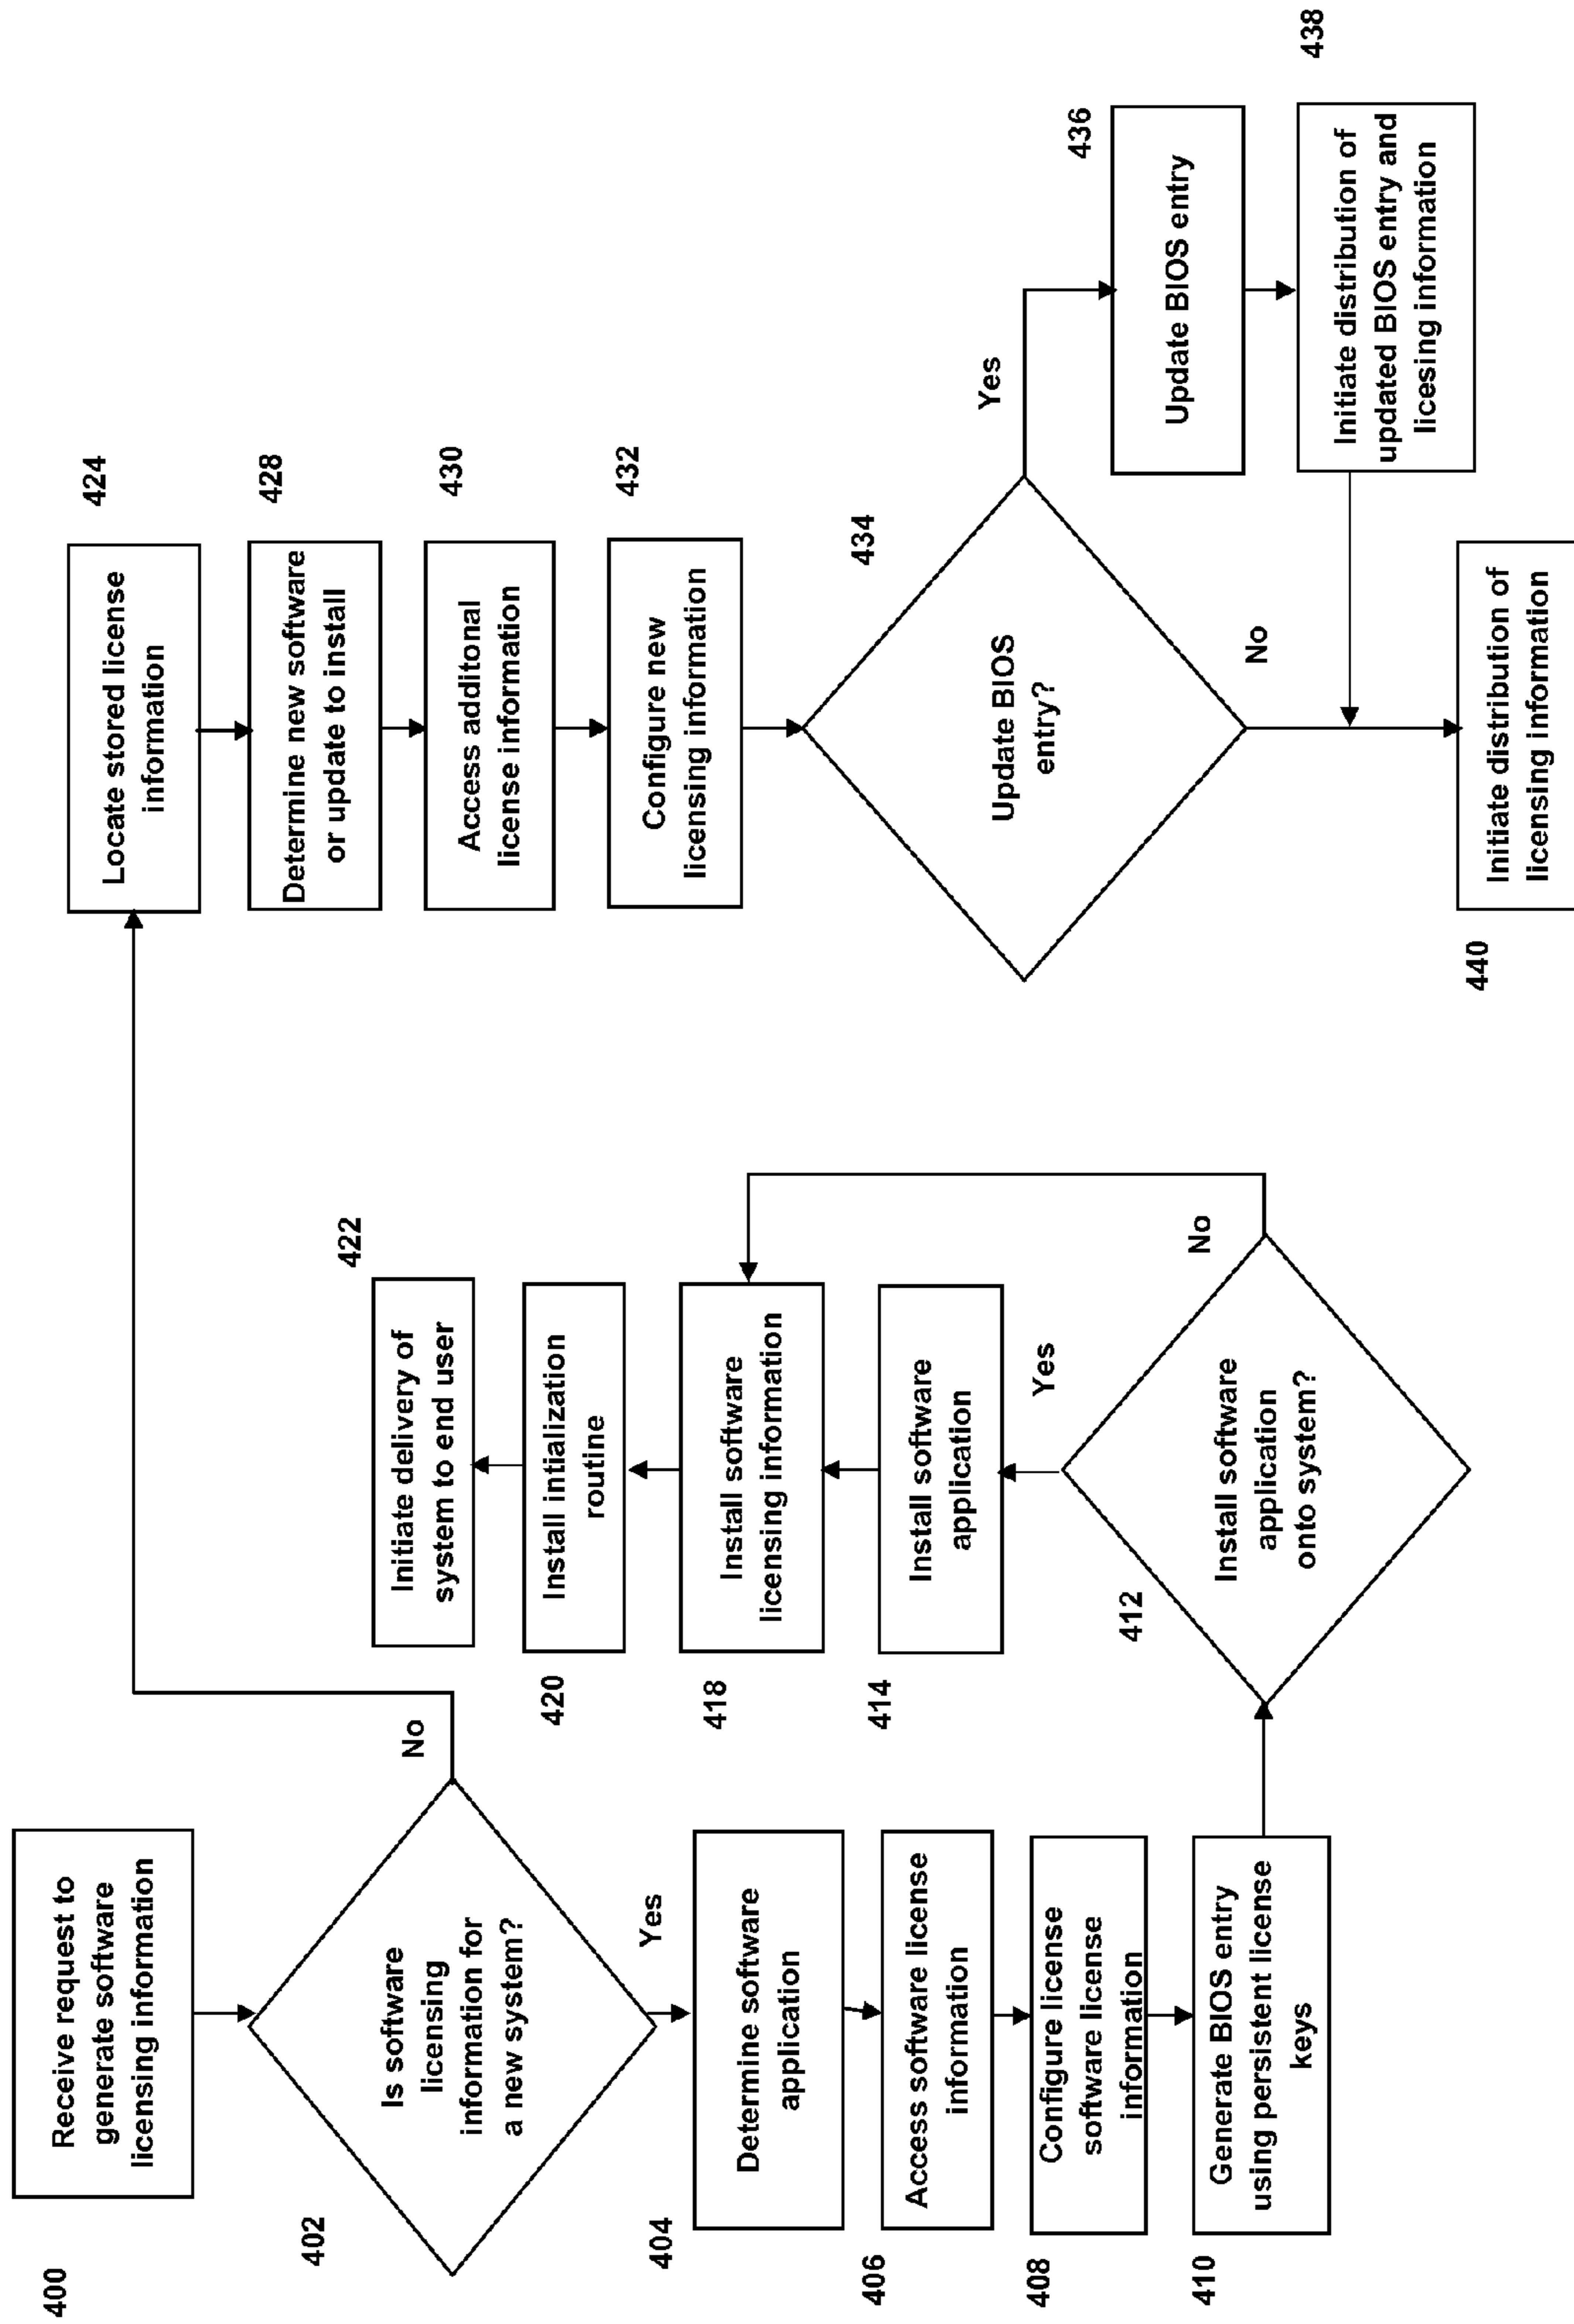 400
Receive request to
generate software
licensing information
402
Is software
licensing
information for
a new system?
No
Yes
404
Determine software
application
406
Access software license
information
408
Configure license
software license
information
410
Generate BIOS entry
using persistent license
keys
412
Install software
application
onto system?
Yes
No
414
Install software
application
418
Install software
licensing information
420
Install intialization
routine
422
Initiate delivery of
system to end user
424
Locate stored license
information
428
Determine new software
or update to install
430
Access additonal
license information
432
Configure new
licensing information
434
Update BIOS
entry?
Yes
No
436
Update BIOS entry
438
Initiate distribution of
updated BIOS entry and
licesing information
440
Initiate distribution of
licensing information